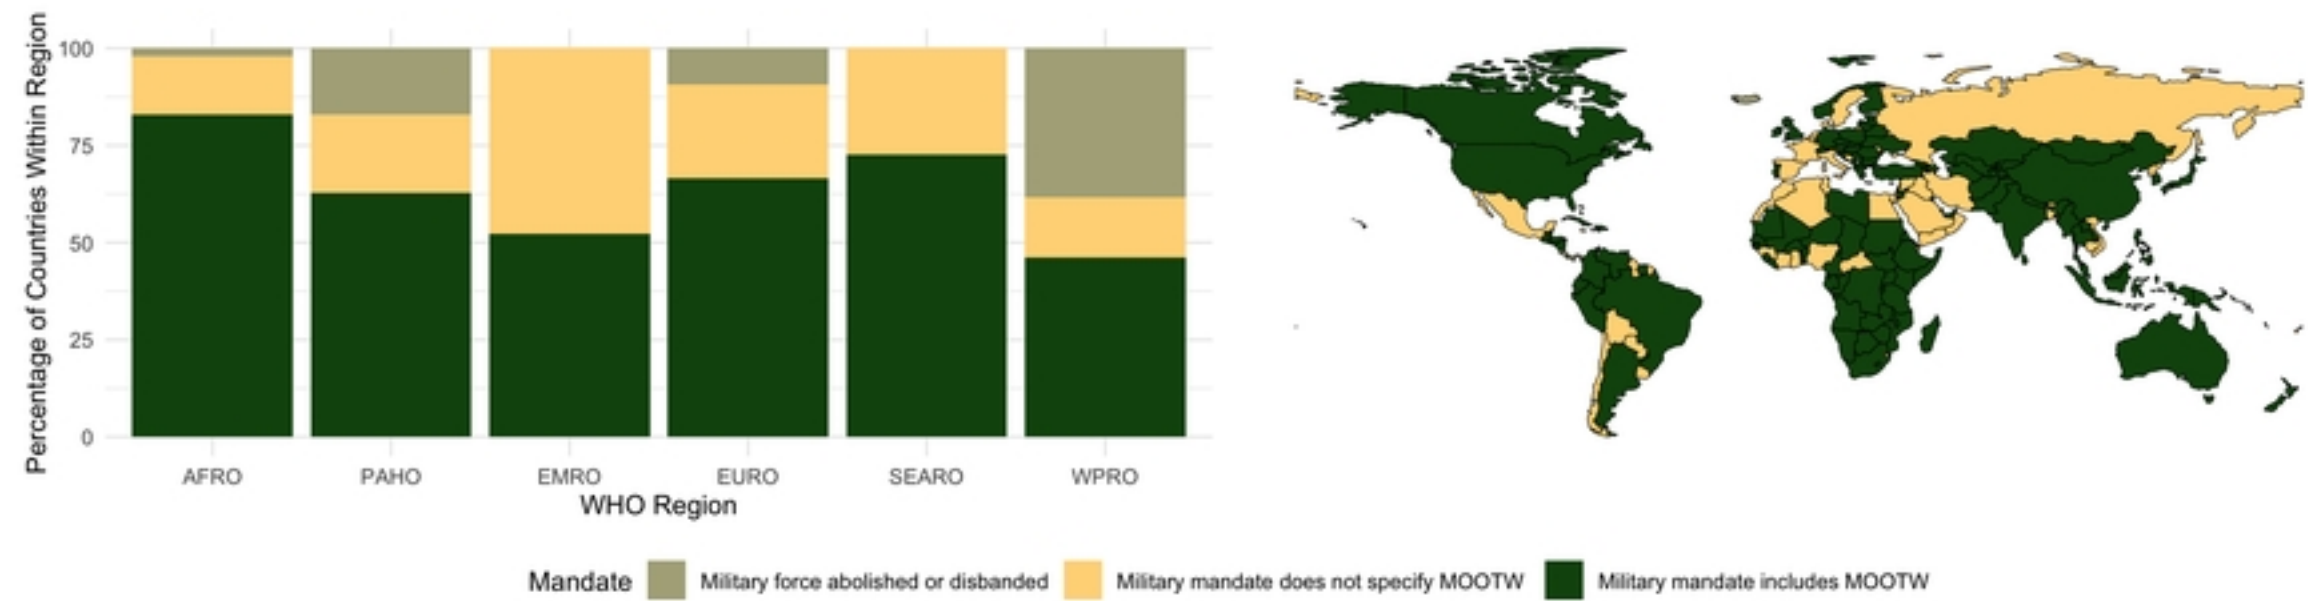 Percentage of Countries Within Region
100
75
50
25
0
AFRO PAHO EMRO EURO SEARO WPRO
WHO Region
Mandate Military force abolished or disbanded Military mandate does not specify MOOTW Military mandate includes MOOTW